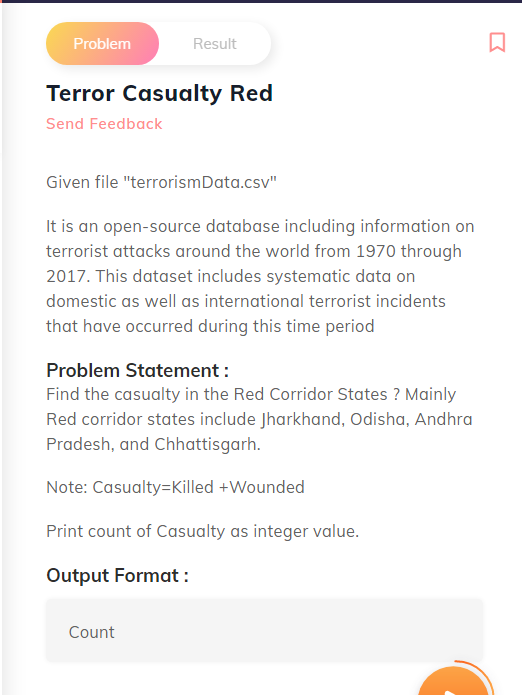 Problem Result
Terror Casualty Red
Send Feedback
Given file "terrorismData.csv"
It is an open-source database including information on
terrorist attacks around the world from 1970 through
2017. This dataset includes systematic data on
domestic as well as international terrorist incidents
that have occurred during this time period
Problem Statement :
Find the casualty in the Red Corridor States ? Mainly
Red corridor states include Jharkhand, Odisha, Andhra
Pradesh, and Chhattisgarh.
Note: Casualty=Killed +Wounded
Print count of Casualty as integer value.
Output Format :
Count